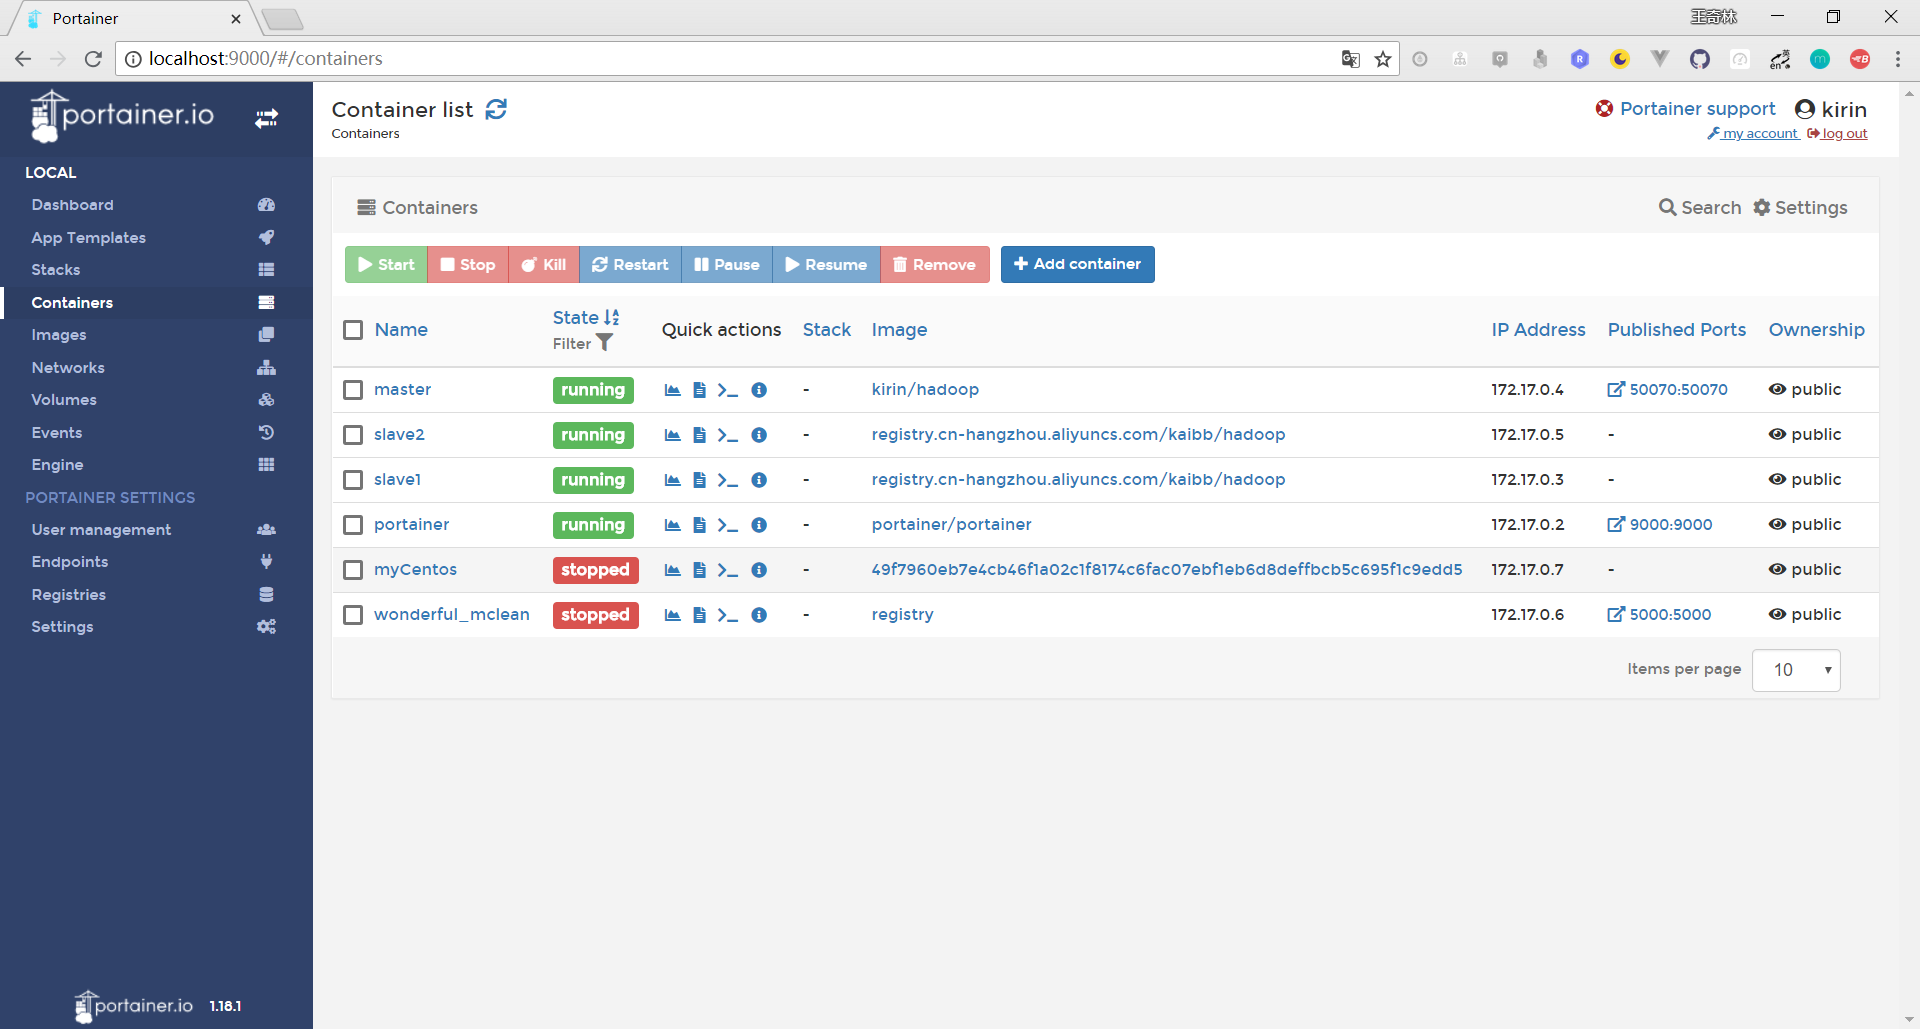 Portainer
王奇林
localhost:9000/#/containers
portainer.io
Container list
Containers
Portainer support
kirin
my account
log out
LOCAL
Dashboard
App Templates
Stacks
Containers
Images
Networks
Volumes
Events
Engine
PORTAINER SETTINGS
User management
Endpoints
Registries
Settings
portainer.io 1.18.1
Containers
Search
Settings
Start Stop Kill Restart Pause Resume Remove Add container
Name State Filter Quick actions Stack Image IP Address Published Ports Ownership
master running - kirin/hadoop 172.17.0.4 50070:50070 public
slave2 running - registry.cn-hangzhou.aliyuncs.com/kaibb/hadoop 172.17.0.5 - public
slave1 running - registry.cn-hangzhou.aliyuncs.com/kaibb/hadoop 172.17.0.3 - public
portainer running - portainer/portainer 172.17.0.2 9000:9000 public
myCentos stopped - 49f7960eb7e4cb46f1a02c1f8174c6fac07ebf1eb6d8deffbcb5c695f1c9edd5 172.17.0.7 - public
wonderful_mclean stopped - registry 172.17.0.6 5000:5000 public
Items per page 10